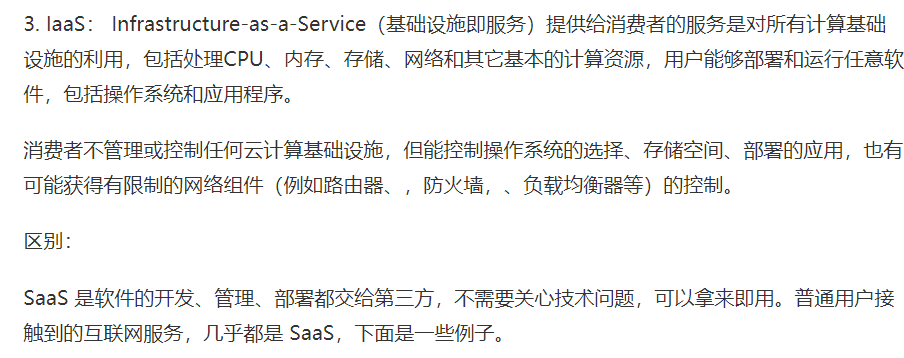 3. IaaS： Infrastructure-as-a-Service（基础设施即服务）提供给消费者的服务是对所有计算基础
设施的利用，包括处理CPU、内存、存储、网络和其它基本的计算资源，用户能够部署和运行任意软
件，包括操作系统和应用程序。
消费者不管理或控制任何云计算基础设施，但能控制操作系统的选择、存储空间、部署的应用，也有
可能获得有限制的网络组件（例如路由器、，防火墙，、负载均衡器等）的控制。
区别：
SaaS 是软件的开发、管理、部署都交给第三方，不需要关心技术问题，可以拿来即用。普通用户接
触到的互联网服务，几乎都是 SaaS，下面是一些例子。